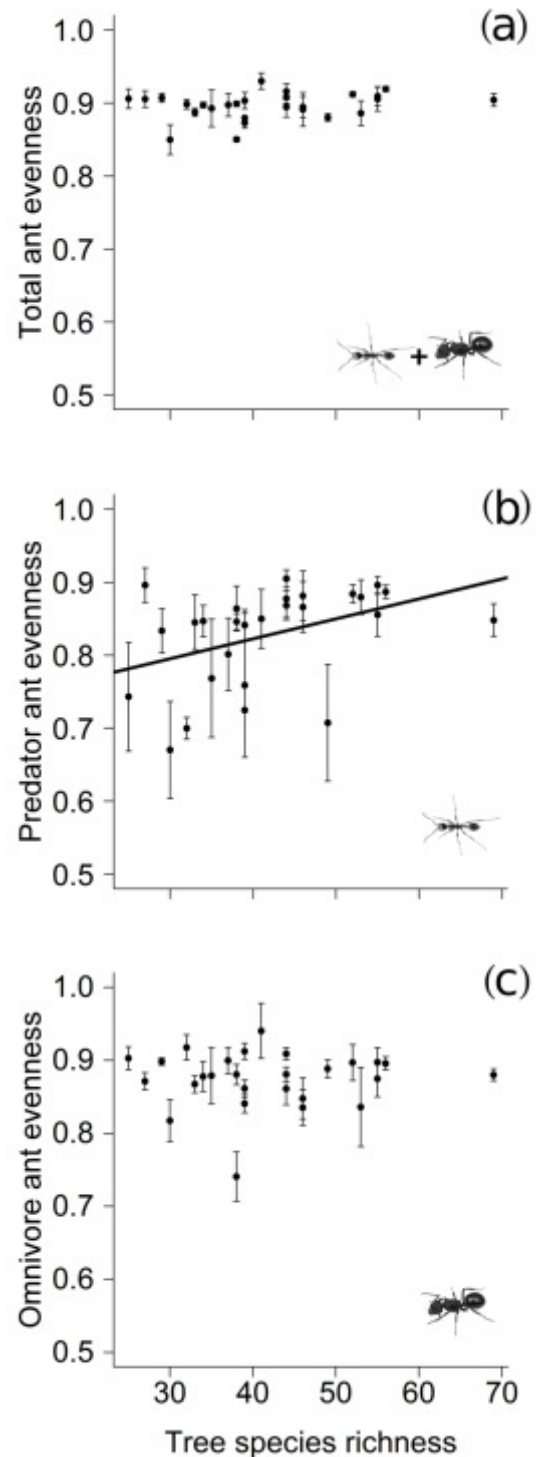 (a)
Total ant evenness
1.0
0.9
0.8
0.7
0.6
0.5
+
(b)
Predator ant evenness
1.0
0.9
0.8
0.7
0.6
0.5
(c)
Omnivore ant evenness
1.0
0.9
0.8
0.7
0.6
0.5
30 40 50 60 70
Tree species richness